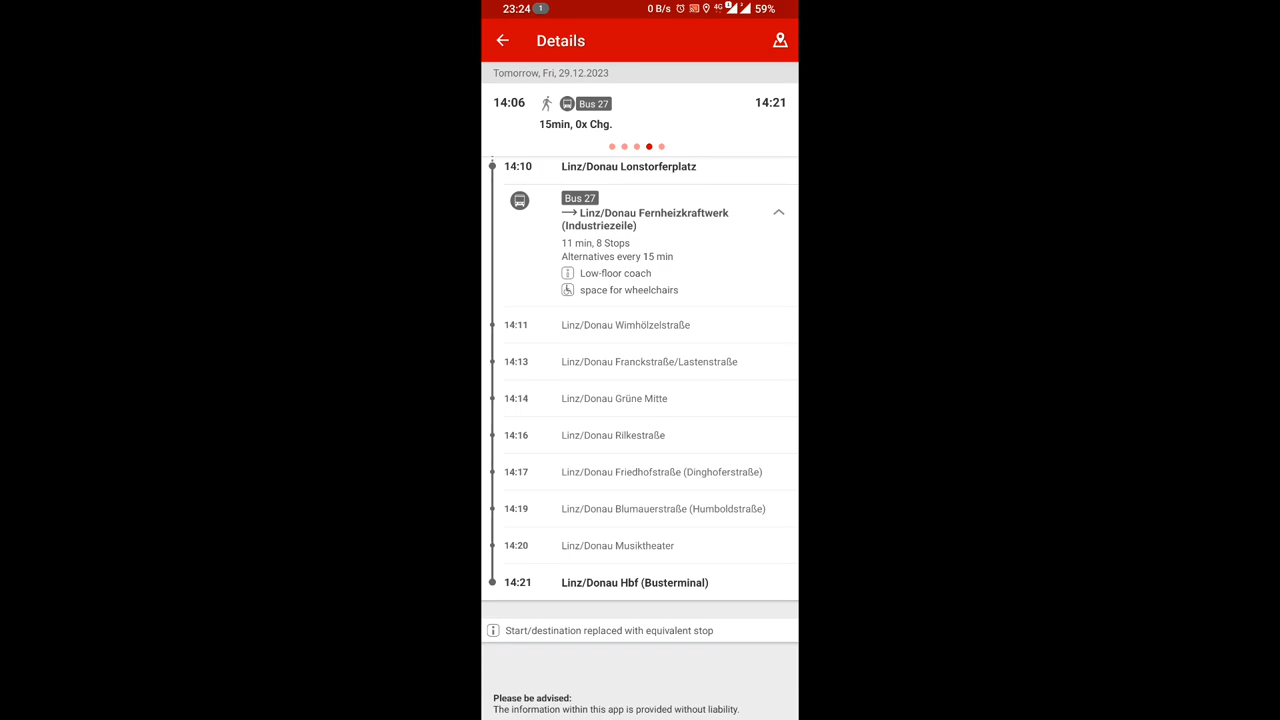 23:24 1 0 B/s 4G 59%
Details
Tomorrow, Fri, 29.12.2023
14:06 Bus 27 14:21
15min, 0x Chg.
14:10 Linz/Donau Lonstorferplatz
Bus 27
Linz/Donau Fernheizkraftwerk
(Industriezeile)
11 min, 8 Stops
Alternatives every 15 min
Low-floor coach
space for wheelchairs
14:11 Linz/Donau Wimhölzelstraße
14:13 Linz/Donau Franckstraße/Lastenstraße
14:14 Linz/Donau Grüne Mitte
14:16 Linz/Donau Rilkestraße
14:17 Linz/Donau Friedhofstraße (Dinghoferstraße)
14:19 Linz/Donau Blumauerstraße (Humboldstraße)
14:20 Linz/Donau Musiktheater
14:21 Linz/Donau Hbf (Busterminal)
Start/destination replaced with equivalent stop
Please be advised:
The information within this app is provided without liability.